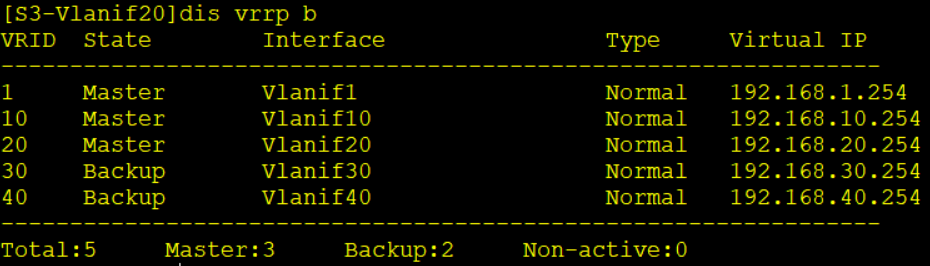 [S3-Vlanif20]dis vrrp b
VRID  State        Interface                Type     Virtual IP
----------------------------------------------------------------
1     Master       Vlanif1                  Normal   192.168.1.254
10    Master       Vlanif10                 Normal   192.168.10.254
20    Master       Vlanif20                 Normal   192.168.20.254
30    Backup       Vlanif30                 Normal   192.168.30.254
40    Backup       Vlanif40                 Normal   192.168.40.254
----------------------------------------------------------------
Total:5     Master:3     Backup:2     Non-active:0